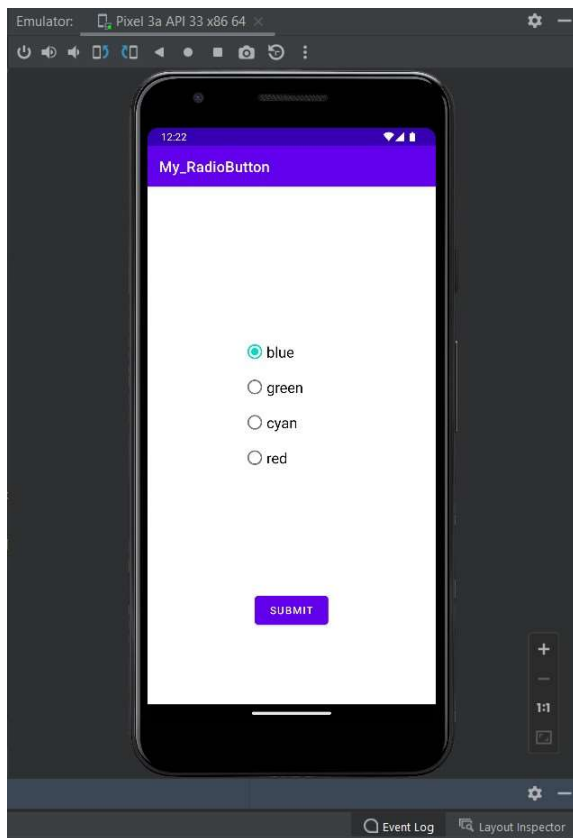 Emulator: Pixel 3a API 33 x86 64
12:22
My_RadioButton
blue
green
cyan
red
SUBMIT
1:1
Event Log Layout Inspector